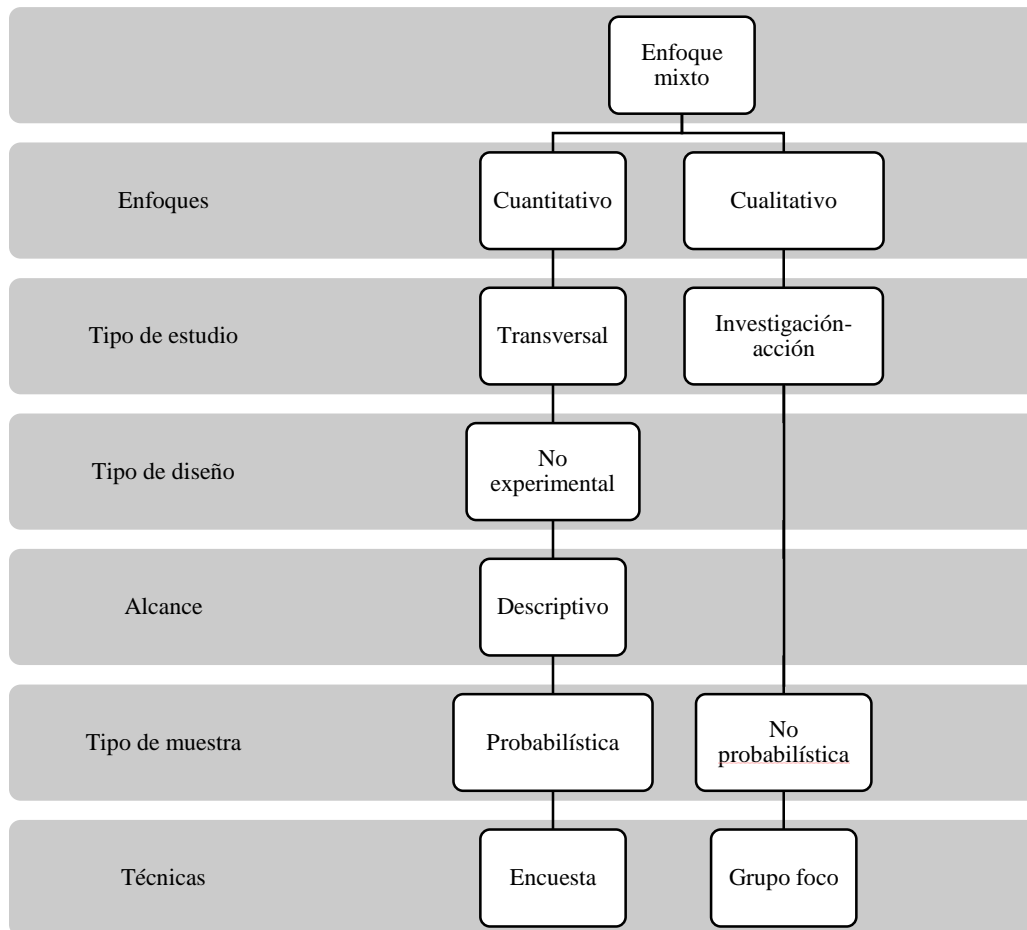 Enfoque
mixto
Enfoques
Cuantitativo
Cualitativo
Tipo de estudio
Transversal
Investigación-
acción
Tipo de diseño
No
experimental
Alcance
Descriptivo
Tipo de muestra
Probabilística
No
probabilística
Técnicas
Encuesta
Grupo foco